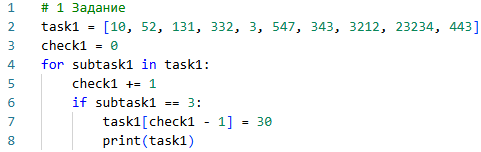 1 # 1 Задание
2 task1 = [10, 52, 131, 332, 3, 547, 343, 3212, 23234, 443]
3 check1 = 0
4 for subtask1 in task1:
5     check1 += 1
6     if subtask1 == 3:
7         task1[check1 - 1] = 30
8         print(task1)